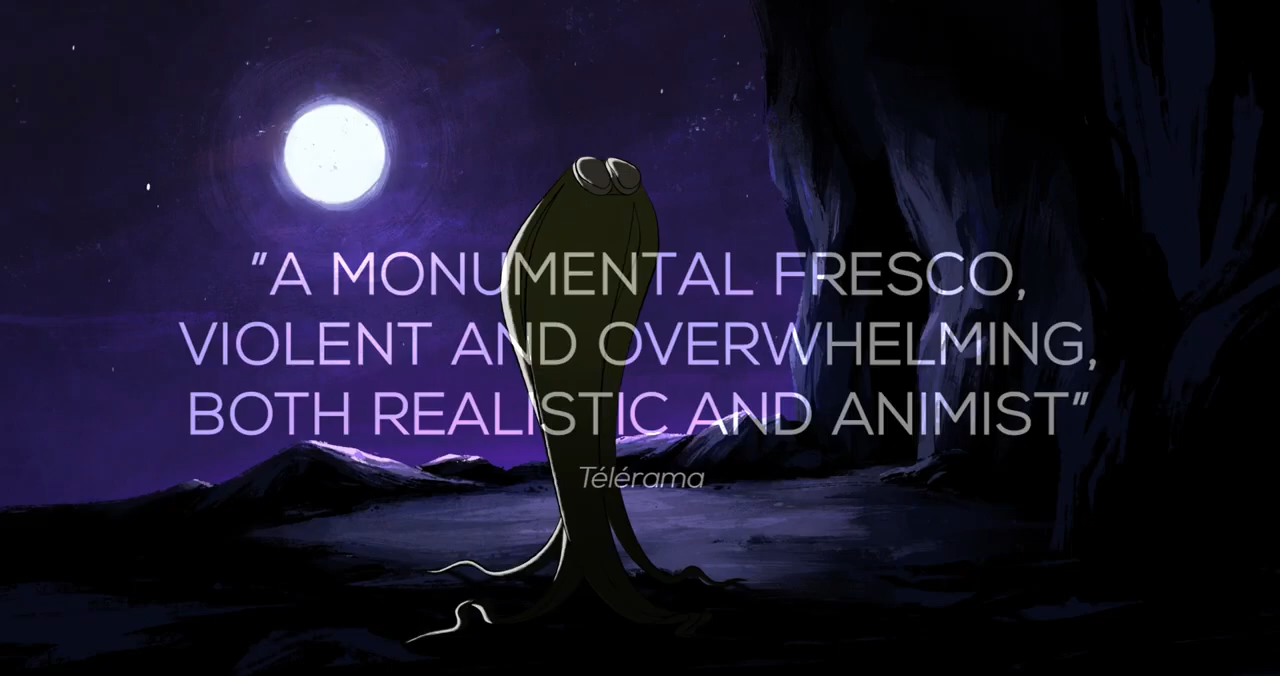 "A MONUMENTAL FRESCO,
VIOLENT AND OVERWHELMING,
BOTH REALISTIC AND ANIMIST"
Télérama